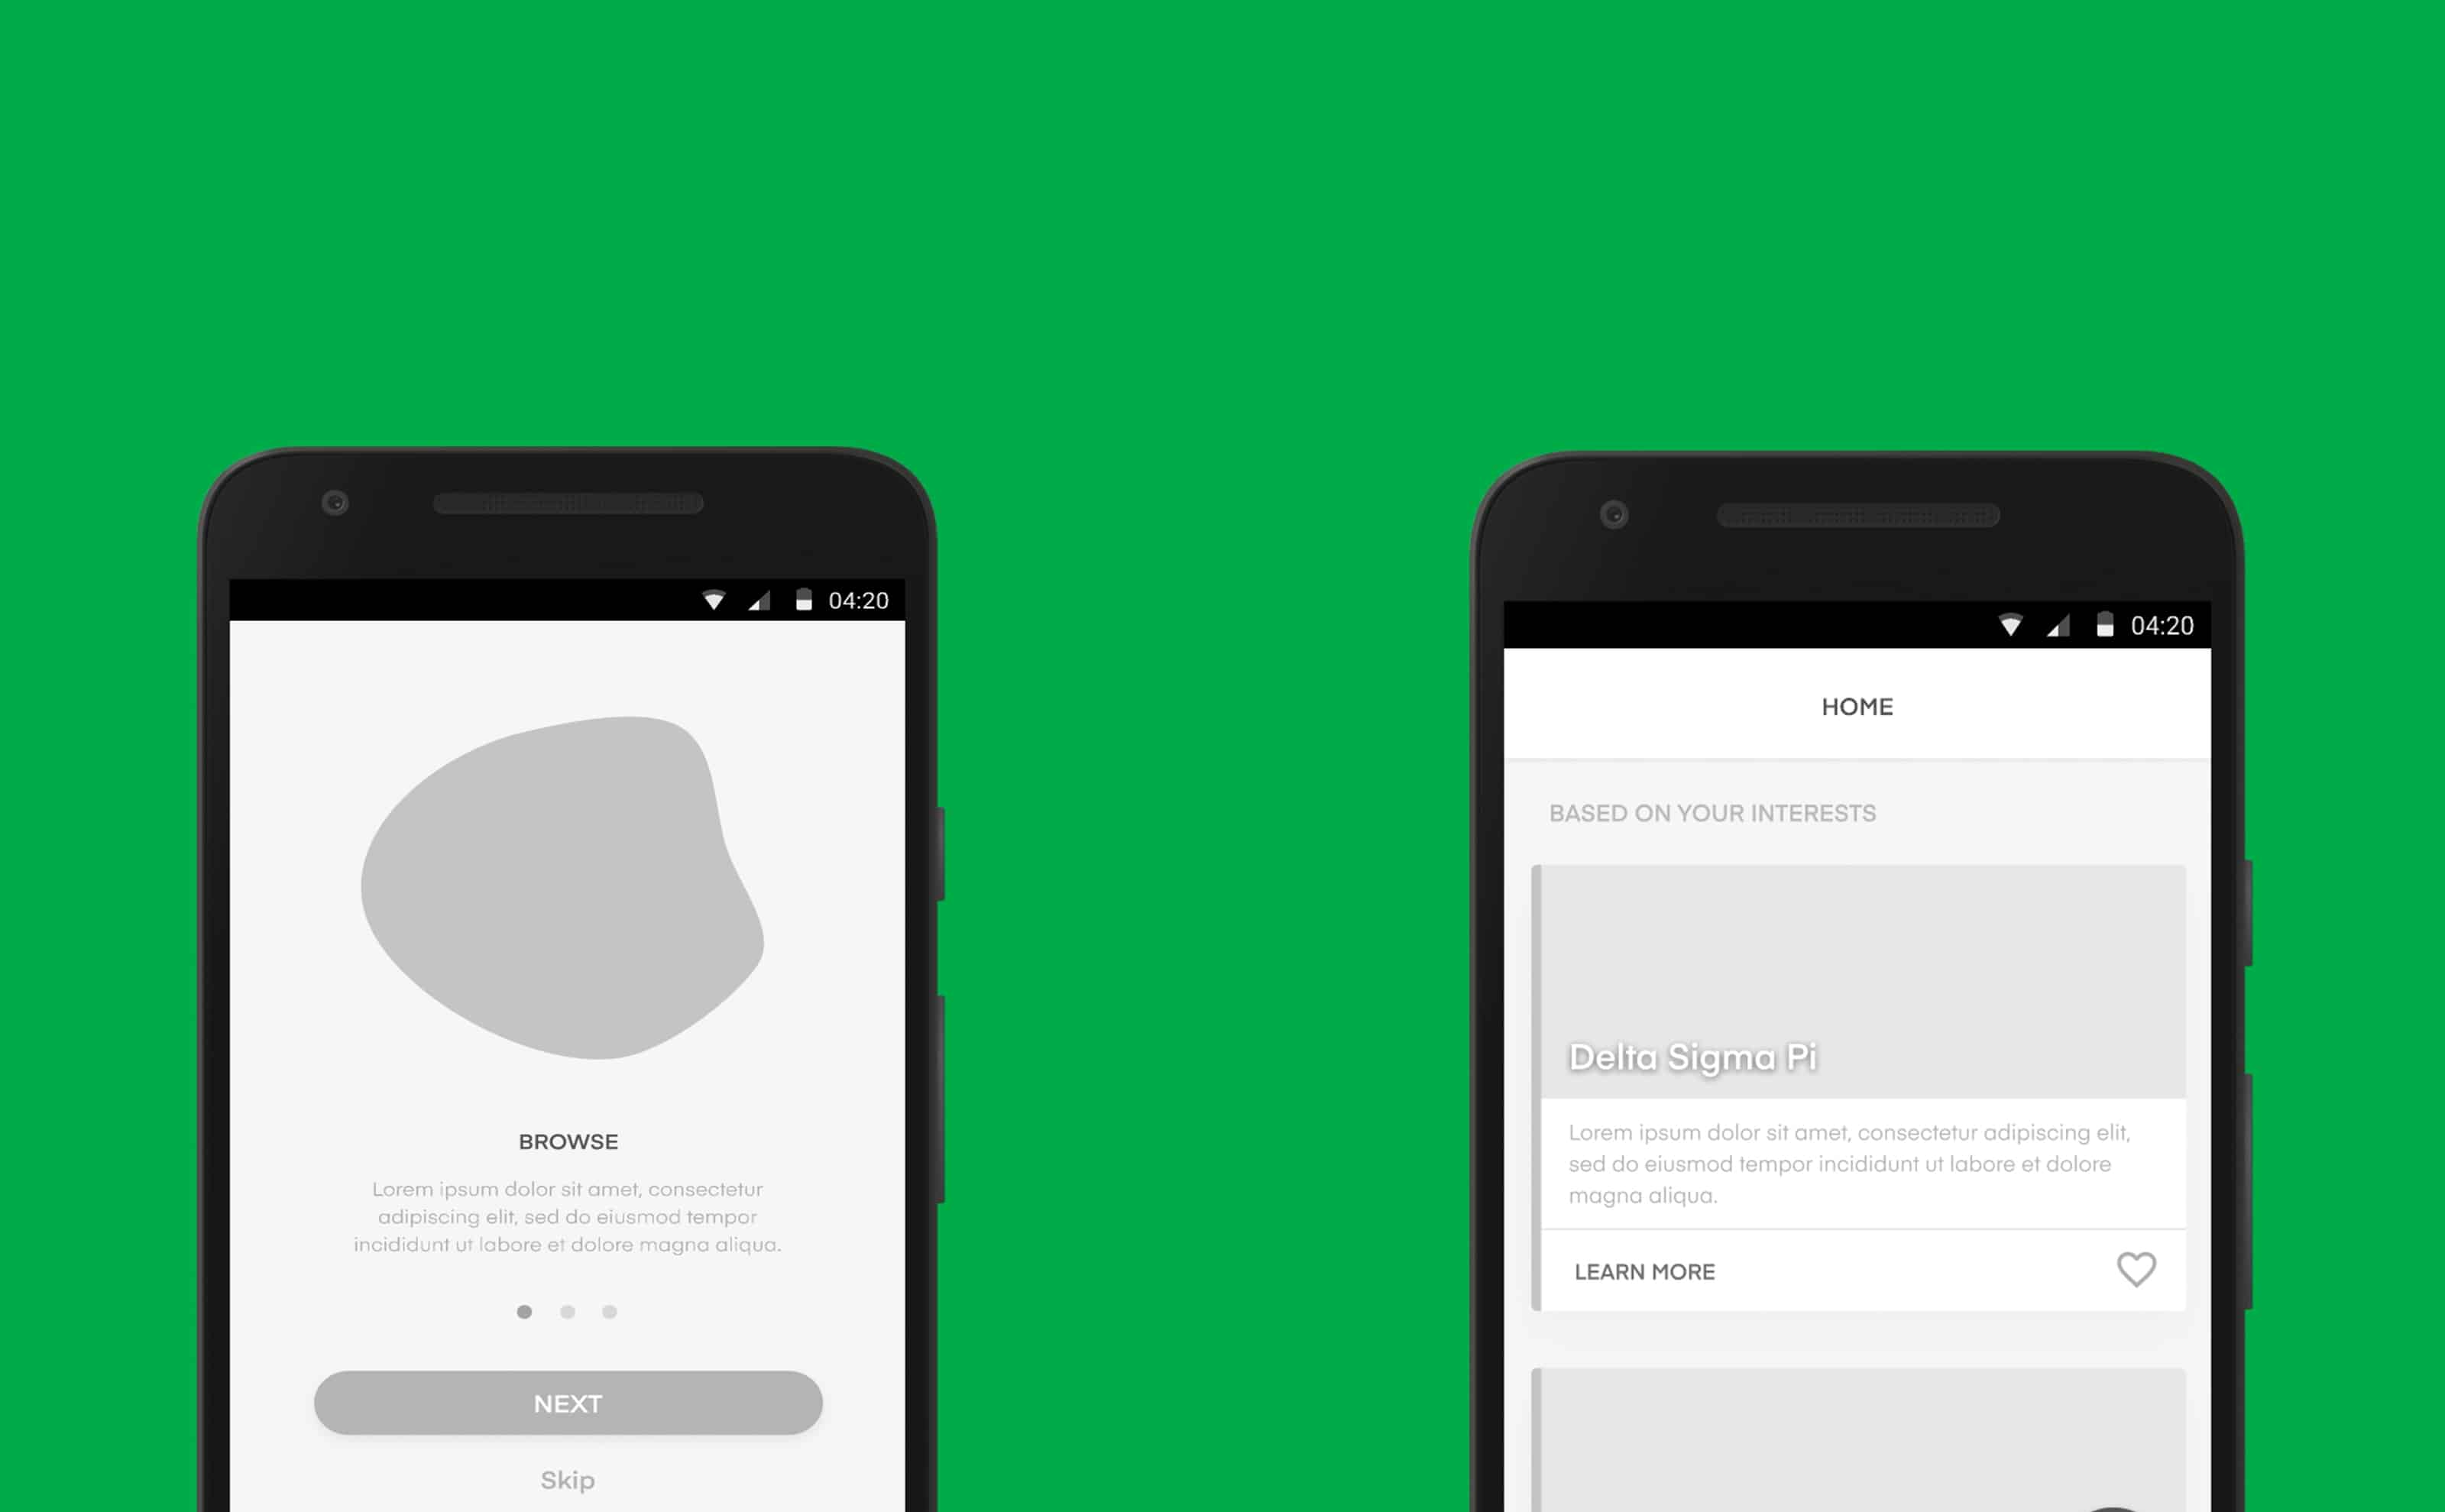 04:20
BROWSE
Lorem ipsum dolor sit amet, consectetur
adipiscing elit, sed do eiusmod tempor
incididunt ut labore et dolore magna aliqua.
NEXT
Skip
04:20
HOME
BASED ON YOUR INTERESTS
Delta Sigma Pi
Lorem ipsum dolor sit amet, consectetur adipiscing elit,
sed do eiusmod tempor incididunt ut labore et dolore
magna aliqua.
LEARN MORE